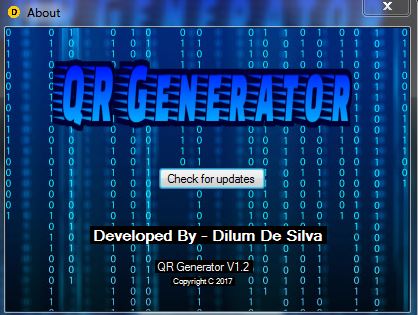 About
QR Generator
Check for updates
Developed By - Dilum De Silva
QR Generator V1.2
Copyright C 2017